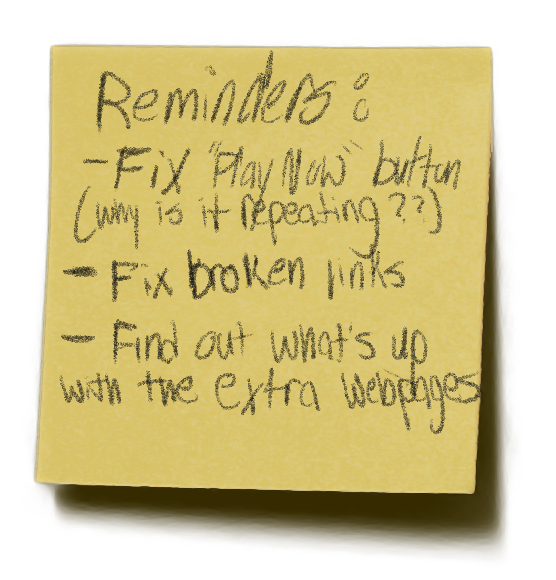 Reminders:
- Fix "Play Now" button
(why is it repeating??)
- Fix broken links
- Find out what's up
with the extra webpages